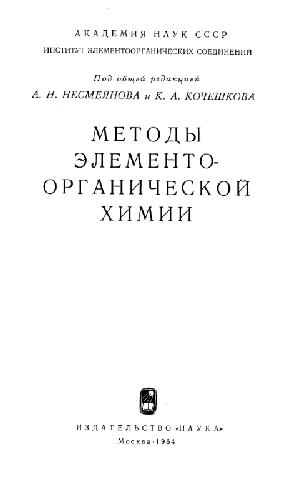 АКАДЕМИЯ НАУК СССР
ИНСТИТУТ ЭЛЕМЕНТООРГАНИЧЕСКИХ СОЕДИНЕНИЙ
Под общей редакцией
А. Н. НЕСМЕЯНОВА и К. А. КОЧЕШКОВА
МЕТОДЫ
ЭЛЕМЕНТО-
ОРГАНИЧЕСКОЙ
ХИМИИ
ИЗДАТЕЛЬСТВО «НАУКА»
Москва · 1964